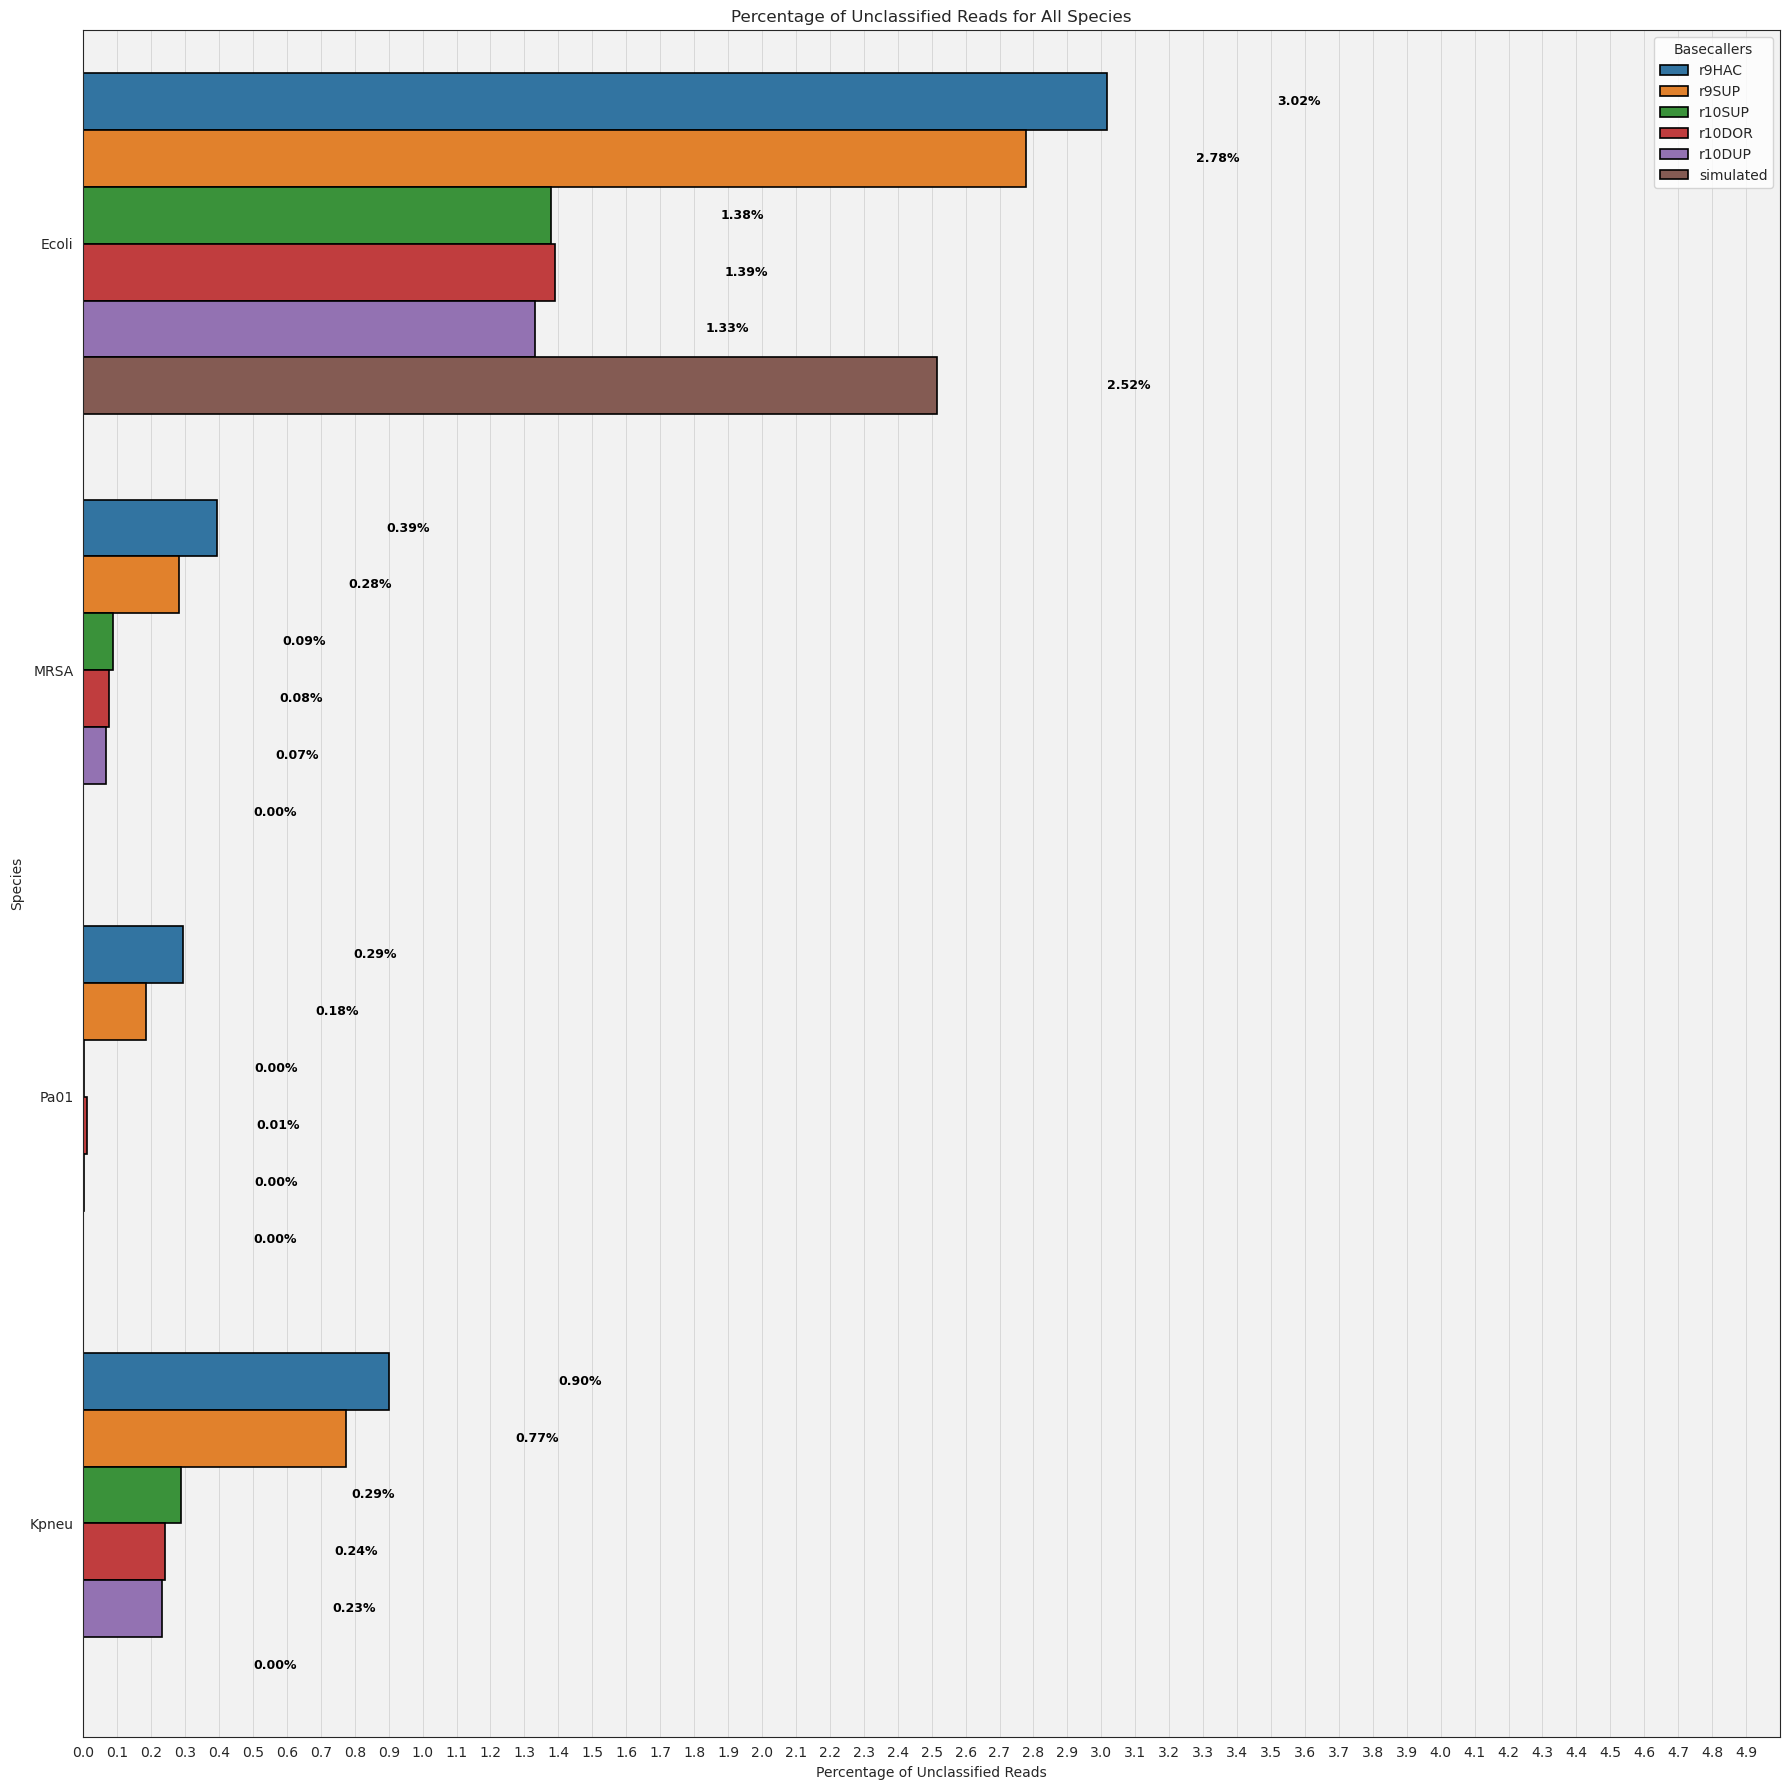 Percentage of Unclassified Reads for All Species
Basecallers
r9HAC
r9SUP
r10SUP
r10DOR
r10DUP
simulated
3.02%
2.78%
1.38%
Ecoli
1.39%
1.33%
2.52%
0.39%
0.28%
0.09%
MRSA
0.08%
0.07%
0.00%
Species
0.29%
0.18%
0.00%
Pa01
0.01%
0.00%
0.00%
0.90%
0.77%
0.29%
Kpneu
0.24%
0.23%
0.00%
0.0 0.1 0.2 0.3 0.4 0.5 0.6 0.7 0.8 0.9 1.0 1.1 1.2 1.3 1.4 1.5 1.6 1.7 1.8 1.9 2.0 2.1 2.2 2.3 2.4 2.5 2.6 2.7 2.8 2.9 3.0 3.1 3.2 3.3 3.4 3.5 3.6 3.7 3.8 3.9 4.0 4.1 4.2 4.3 4.4 4.5 4.6 4.7 4.8 4.9
Percentage of Unclassified Reads